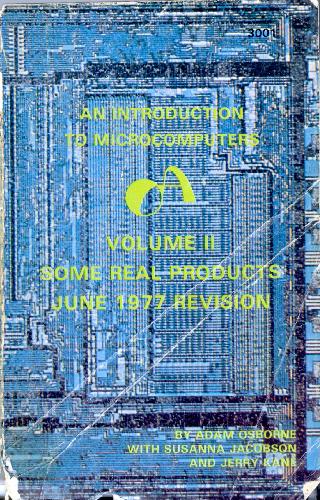 3001
AN INTRODUCTION
TO MICROCOMPUTERS
VOLUME II
SOME REAL PRODUCTS
JUNE 1977 REVISION
BY ADAM OSBORNE
WITH SUSANNA JACOBSON
AND JERRY KANE